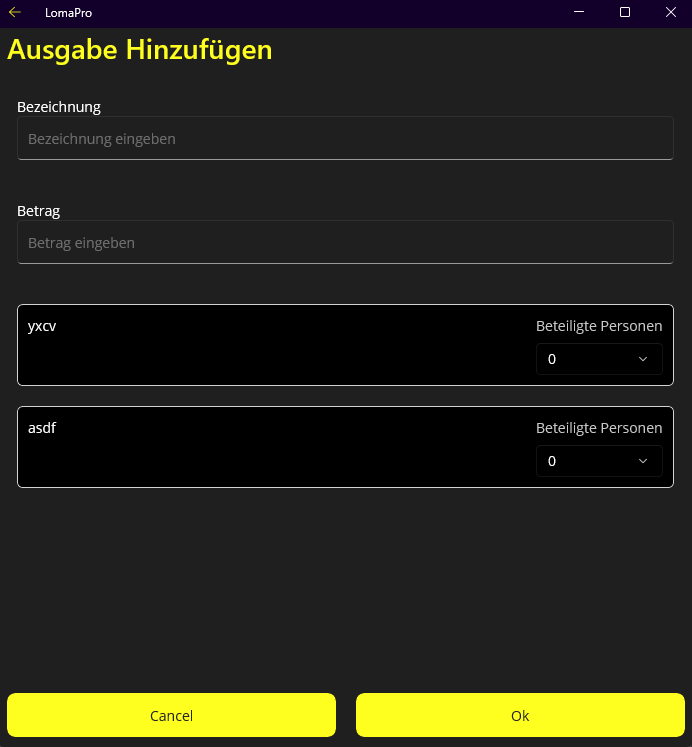 LomaPro
Ausgabe Hinzufügen
Bezeichnung
Bezeichnung eingeben
Betrag
Betrag eingeben
yxcv
Beteiligte Personen
0
asdf
Beteiligte Personen
0
Cancel
Ok